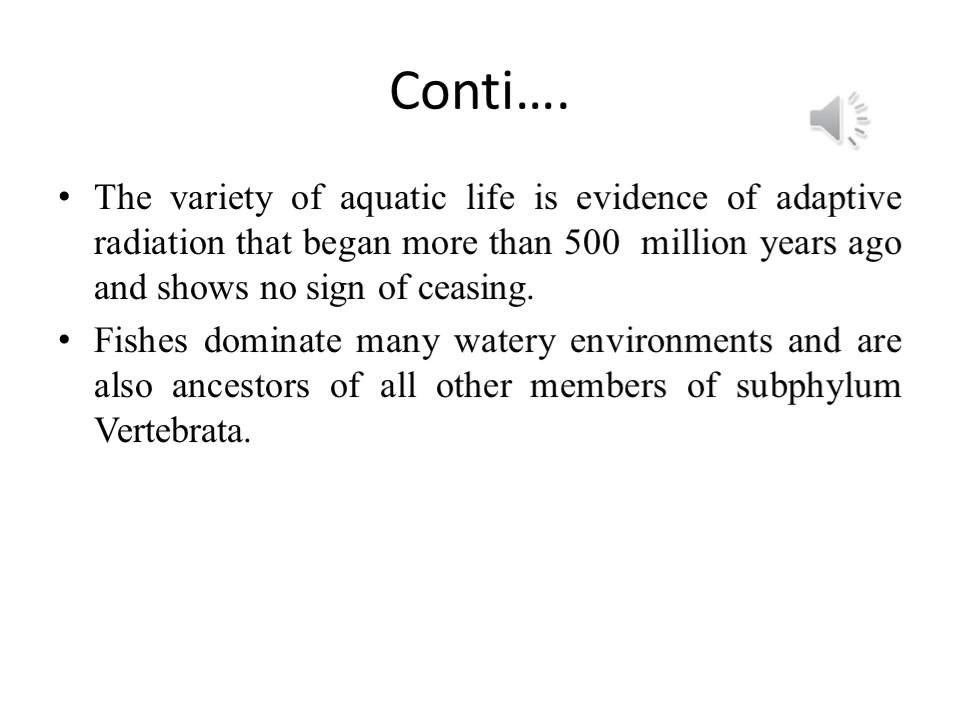 Conti….
• The variety of aquatic life is evidence of adaptive
radiation that began more than 500  million years ago
and shows no sign of ceasing.
• Fishes dominate many watery environments and are
also ancestors of all other members of subphylum
Vertebrata.